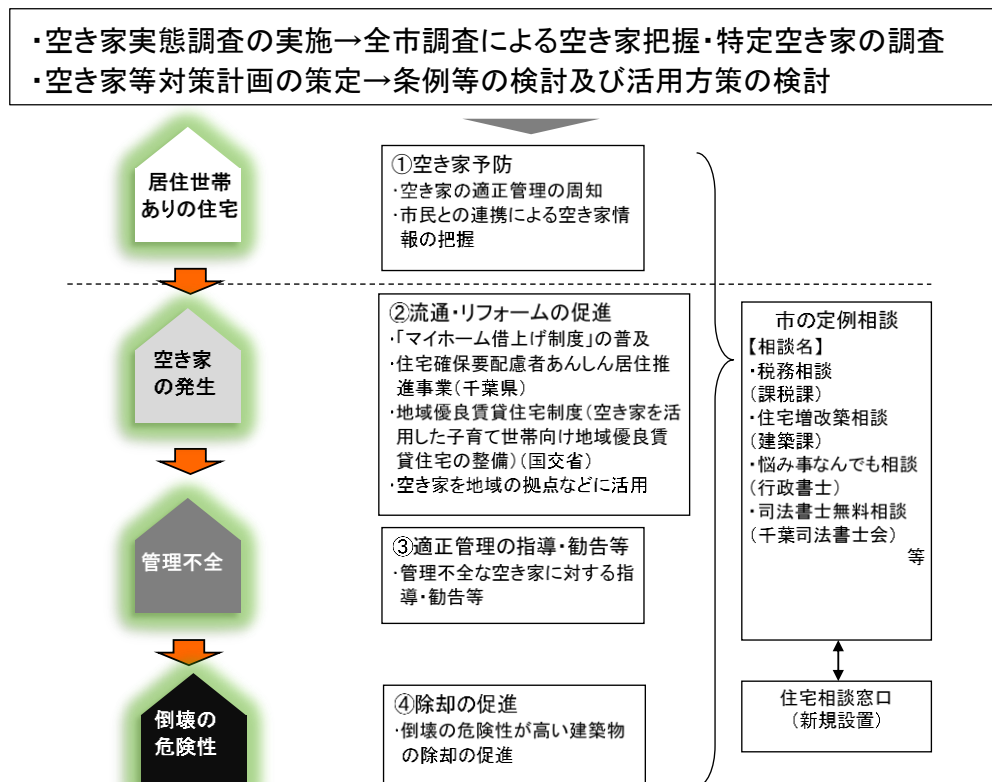 ・空き家実態調査の実施→全市調査による空き家把握・特定空き家の調査
・空き家等対策計画の策定→条例等の検討及び活用方策の検討
居住世帯
ありの住宅
①空き家予防
・空き家の適正管理の周知
・市民との連携による空き家情
報の把握
空き家
の発生
②流通・リフォームの促進
・「マイホーム借上げ制度」の普及
・住宅確保要配慮者あんしん居住推
進事業(千葉県)
・地域優良賃貸住宅制度(空き家を活
用した子育て世帯向け地域優良賃
貸住宅の整備)(国交省)
・空き家を地域の拠点などに活用
管理不全
③適正管理の指導・勧告等
・管理不全な空き家に対する指
導・勧告等
倒壊の
危険性
④除却の促進
・倒壊の危険性が高い建築物
の除却の促進
市の定例相談
【相談名】
・税務相談
(課税課)
・住宅増改築相談
(建築課)
・悩み事なんでも相談
(行政書士)
・司法書士無料相談
(千葉司法書士会)
等
住宅相談窓口
(新規設置)